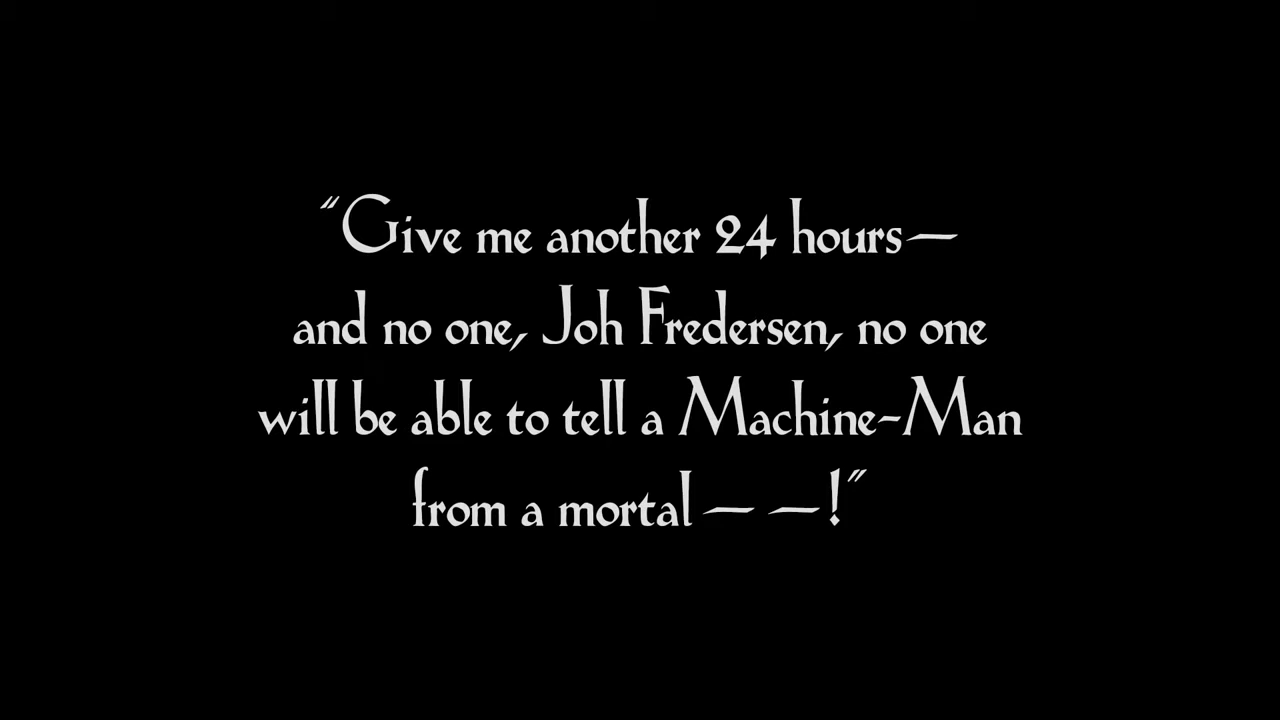 "Give me another 24 hours—
and no one, Joh Fredersen, no one
will be able to tell a Machine-Man
from a mortal — —!"